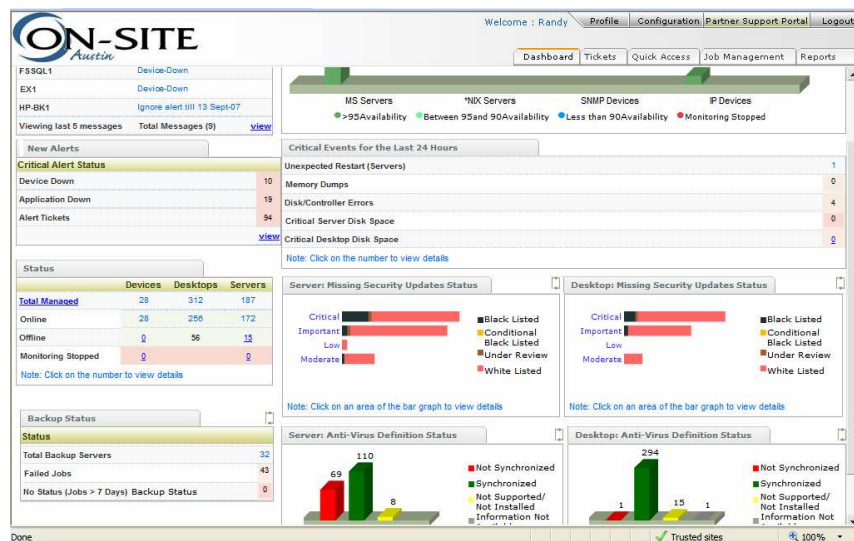 ON-SITE
Austin
Welcome : Randy
Profile Configuration Partner Support Portal Logout
Dashboard Tickets Quick Access Job Management Reports
FSSQL1 Device-Down
EX1 Device-Down
HP-BK1 Ignore alert till 13 Sept-07
Viewing last 5 messages Total Messages (9) view
MS Servers *NIX Servers SNMP Devices IP Devices
>95Availability Between 95and 90Availability Less than 90Availability Monitoring Stopped
New Alerts
Critical Alert Status
Device Down 10
Application Down 19
Alert Tickets 94
view
Critical Events for the Last 24 Hours
Unexpected Restart (Servers) 1
Memory Dumps 0
Disk/Controller Errors 4
Critical Server Disk Space 0
Critical Desktop Disk Space 0
Note: Click on the number to view details
Status
Devices Desktops Servers
Total Managed 28 312 187
Online 28 256 172
Offline 0 56 15
Monitoring Stopped 0 0
Note: Click on the number to view details
Server: Missing Security Updates Status
Critical
Important
Low
Moderate
Black Listed
Conditional
Black Listed
Under Review
White Listed
Note: Click on an area of the bar graph to view details
Desktop: Missing Security Updates Status
Critical
Important
Low
Moderate
Black Listed
Conditional
Black Listed
Under Review
White Listed
Note: Click on an area of the bar graph to view details
Backup Status
Status
Total Backup Servers 32
Failed Jobs 43
No Status (Jobs > 7 Days) Backup Status 0
Server: Anti-Virus Definition Status
69 110 8
Not Synchronized
Synchronized
Not Supported/
Not Installed
Information Not
Desktop: Anti-Virus Definition Status
1 294 15 1
Not Synchronized
Synchronized
Not Supported/
Not Installed
Information Not
Done Trusted sites 100%